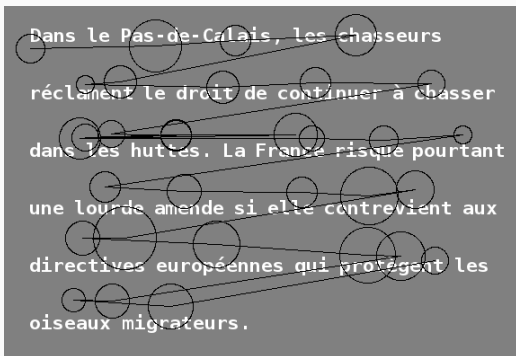 Dans le Pas-de-Calais, les chasseurs
réclament le droit de continuer à chasser
dans les huttes. La France risque pourtant
une lourde amende si elle contrevient aux
directives européennes qui protègent les
oiseaux migrateurs.